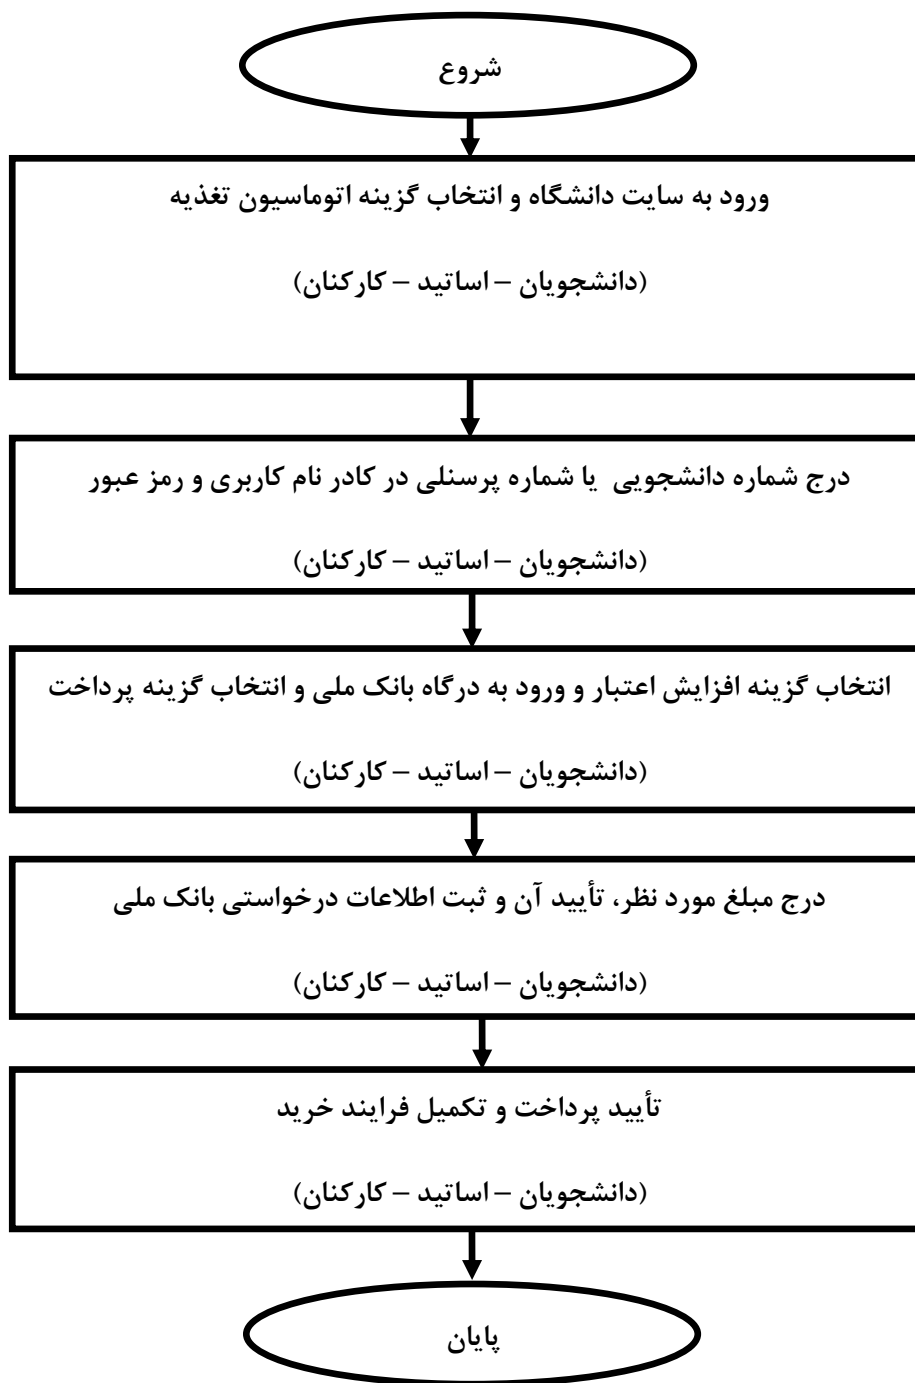 شروع
ورود به سایت دانشگاه و انتخاب گزینه اتوماسیون تغذیه
(دانشجویان – اساتید – کارکنان)
درج شماره دانشجویی یا شماره پرسنلی در کادر نام کاربری و رمز عبور
(دانشجویان – اساتید – کارکنان)
انتخاب گزینه افزایش اعتبار و ورود به درگاه بانک ملی و انتخاب گزینه پرداخت
(دانشجویان – اساتید – کارکنان)
درج مبلغ مورد نظر، تأیید آن و ثبت اطلاعات درخواستی بانک ملی
(دانشجویان – اساتید – کارکنان)
تأیید پرداخت و تکمیل فرایند خرید
(دانشجویان – اساتید – کارکنان)
پایان